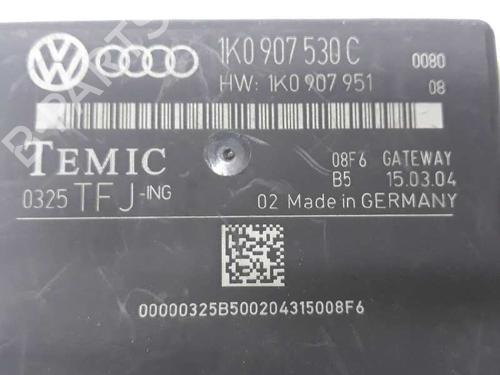 1K0 907 530 C 0080
HW: 1K0 907 951 08
TEMIC
08F6 GATEWAY
B5 15.03.04
0325 TFJ-ING
02 Made in GERMANY
00000325B500204315008F6
B-PARTS